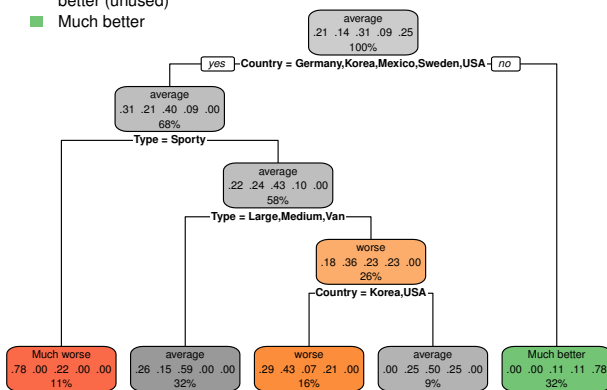 better (unused)
Much better
average
.21 .14 .31 .09 .25
100%
yes Country = Germany,Korea,Mexico,Sweden,USA no
average
.31 .21 .40 .09 .00
68%
Type = Sporty
average
.22 .24 .43 .10 .00
58%
Type = Large,Medium,Van
worse
.18 .36 .23 .23 .00
26%
Country = Korea,USA
Much worse
.78 .00 .22 .00 .00
11%
average
.26 .15 .59 .00 .00
32%
worse
.29 .43 .07 .21 .00
16%
average
.00 .25 .50 .25 .00
9%
Much better
.00 .00 .11 .11 .78
32%